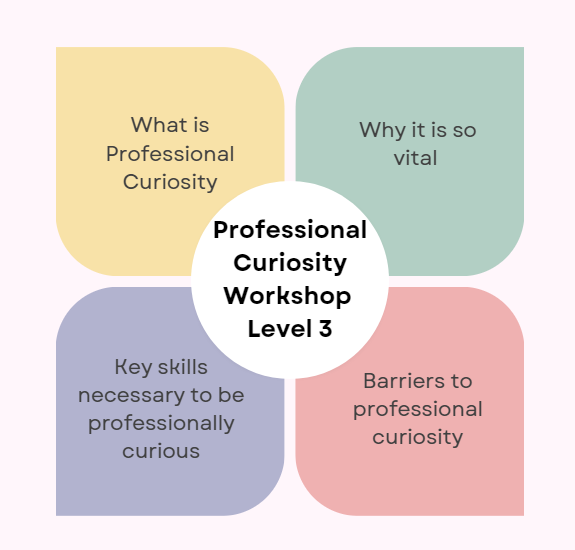 What is
Professional
Curiosity
Why it is so
vital
Professional
Curiosity
Workshop
Level 3
Key skills
necessary to be
professionally
curious
Barriers to
professional
curiosity